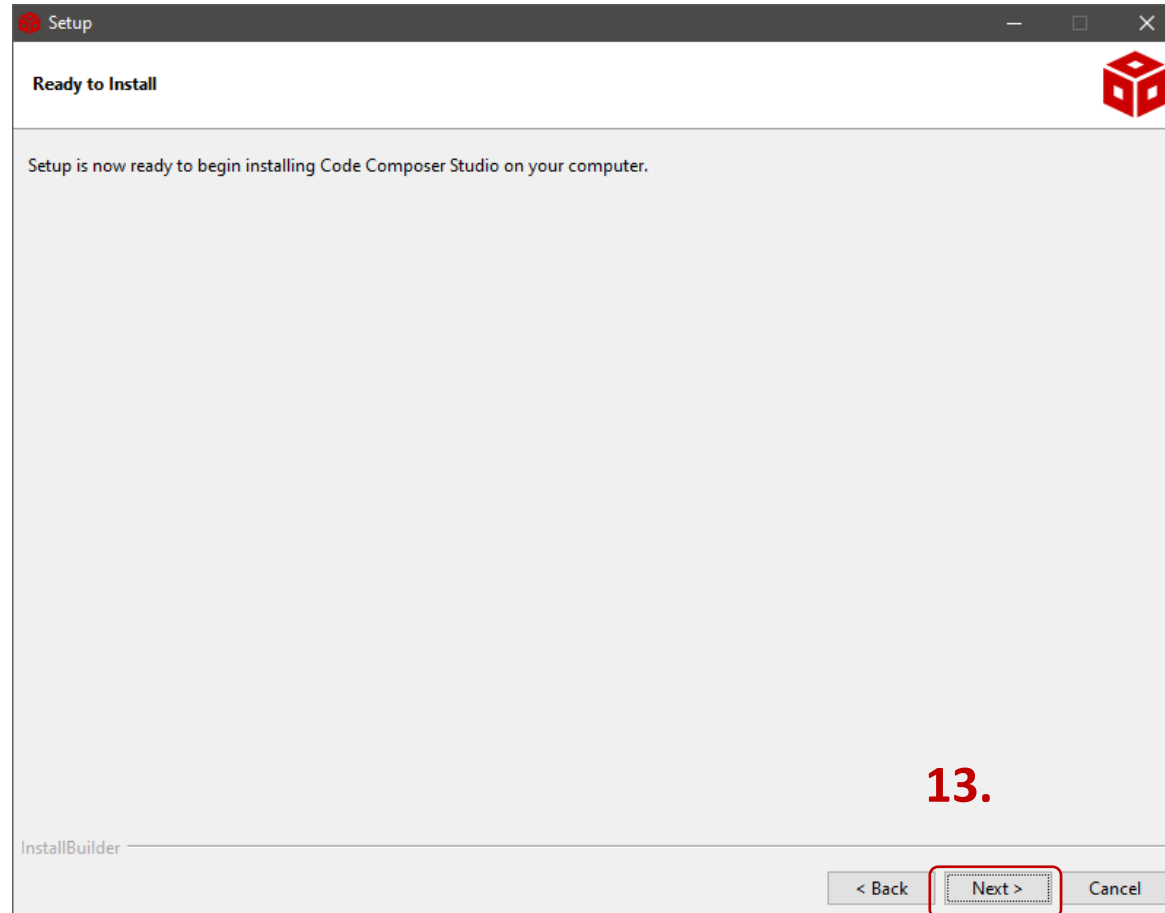 Setup
Ready to Install
Setup is now ready to begin installing Code Composer Studio on your computer.
13.
InstallBuilder
< Back Next > Cancel